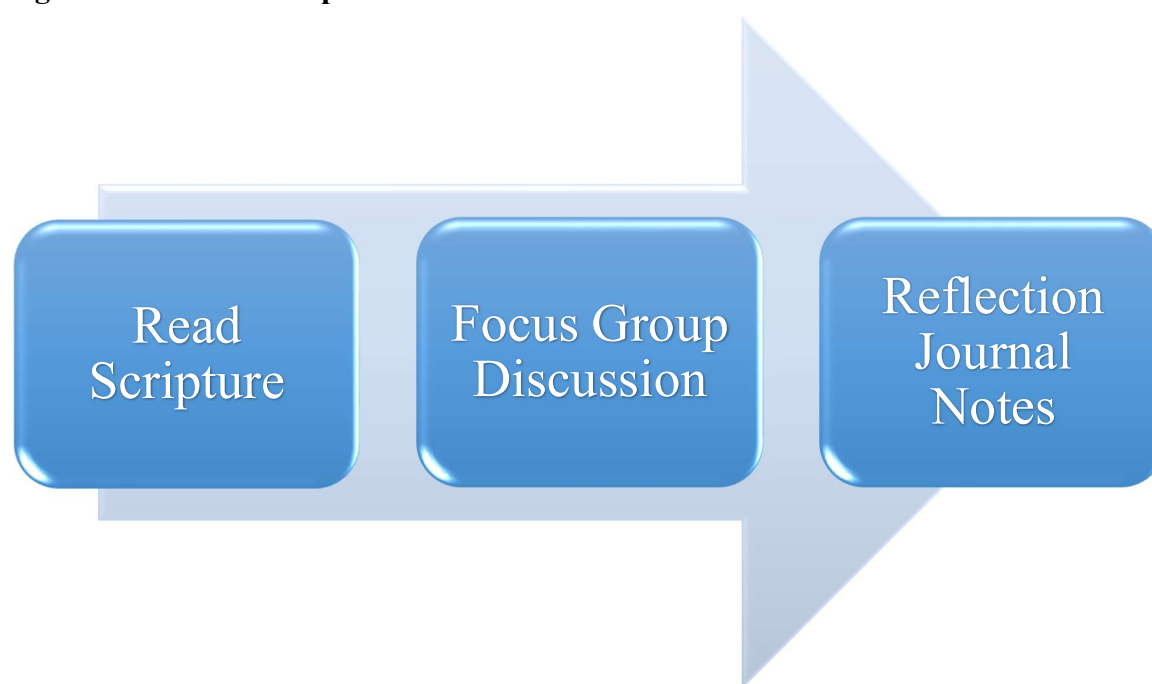 Read
Scripture
Focus Group
Discussion
Reflection
Journal
Notes